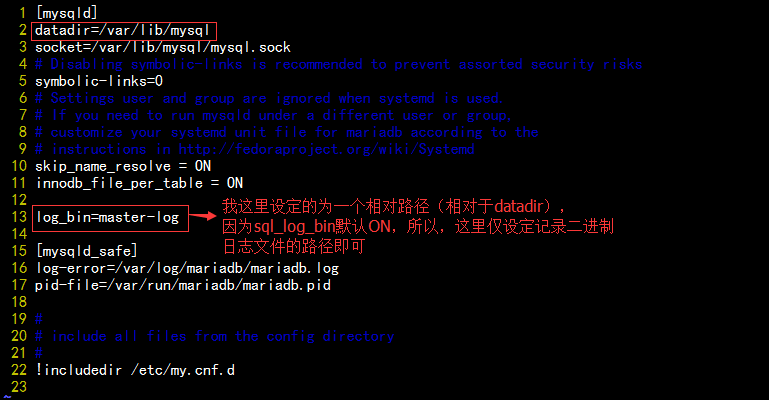 1 [mysqld]
2 datadir=/var/lib/mysql
3 socket=/var/lib/mysql/mysql.sock
4 # Disabling symbolic-links is recommended to prevent assorted security risks
5 symbolic-links=0
6 # Settings user and group are ignored when systemd is used.
7 # If you need to run mysqld under a different user or group,
8 # customize your systemd unit file for mariadb according to the
9 # instructions in http://fedoraproject.org/wiki/Systemd
10 skip_name_resolve = ON
11 innodb_file_per_table = ON
12
13 log_bin=master-log
我这里设定的为一个相对路径（相对于datadir），
因为sql_log_bin默认ON，所以，这里仅设定记录二进制
日志文件的路径即可
14
15 [mysqld_safe]
16 log-error=/var/log/mariadb/mariadb.log
17 pid-file=/var/run/mariadb/mariadb.pid
18
19 #
20 # include all files from the config directory
21 #
22 !includedir /etc/my.cnf.d
23
~